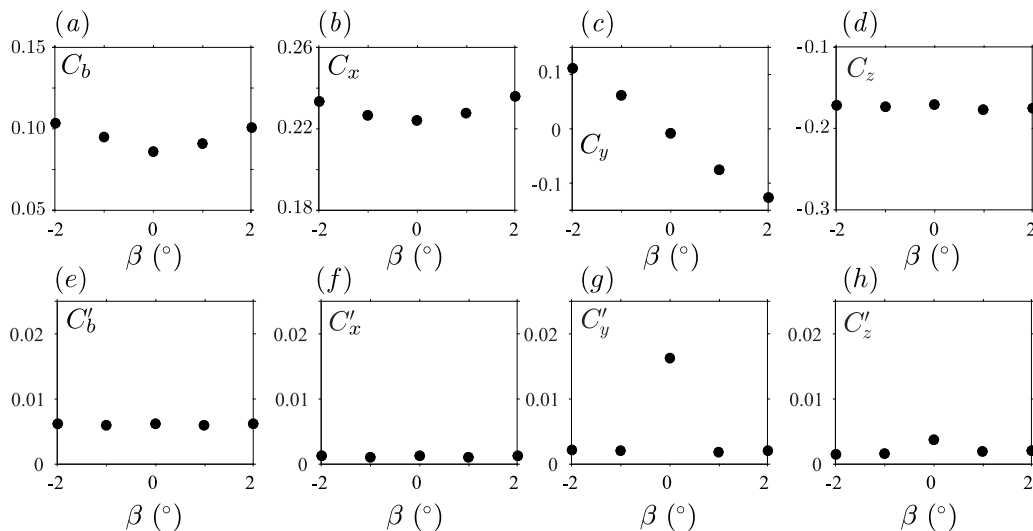 (a) (b) (c) (d)
0.15 0.26 -0.1
C_b C_x 0.1 C_z
0.10 0.22 0 -0.2
C_y
-0.1
0.05 0.18 -0.3
-2 0 2 -2 0 2 -2 0 2 -2 0 2
β (°) β (°) β (°) β (°)
(e) (f) (g) (h)
C′_b C′_x C′_y C′_z
0.02 0.02 0.02 0.02
0.01 0.01 0.01 0.01
0 0 0 0
-2 0 2 -2 0 2 -2 0 2 -2 0 2
β (°) β (°) β (°) β (°)